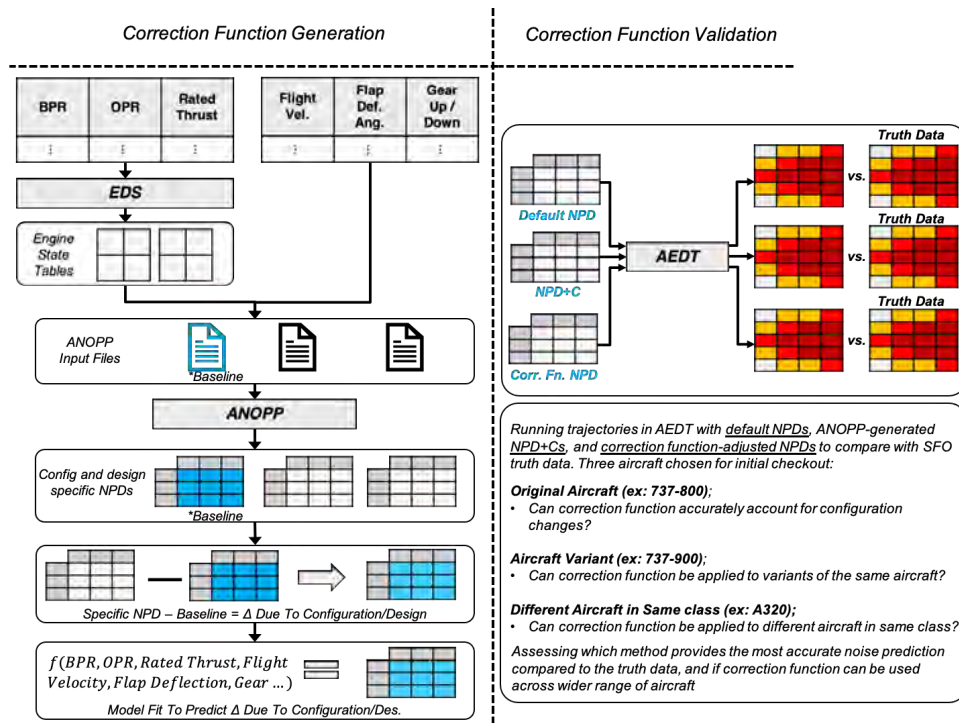 Correction Function Generation
BPR
OPR
Rated
Thrust
Flight
Vel.
Flap
Def.
Ang.
Gear
Up /
Down
EDS
Engine
State
Tables
ANOPP
Input Files
*Baseline
ANOPP
Config and design
specific NPDs
*Baseline
Specific NPD – Baseline = Δ Due To Configuration/Design
f(BPR, OPR, Rated Thrust, Flight
Velocity, Flap Deflection, Gear ... )
Model Fit To Predict Δ Due To Configuration/Des.
Correction Function Validation
Default NPD
NPD+C
Corr. Fn. NPD
AEDT
Truth Data
vs.
Truth Data
vs.
Truth Data
vs.
Running trajectories in AEDT with default NPDs, ANOPP-generated
NPD+Cs, and correction function-adjusted NPDs to compare with SFO
truth data. Three aircraft chosen for initial checkout:
Original Aircraft (ex: 737-800);
• Can correction function accurately account for configuration
changes?
Aircraft Variant (ex: 737-900);
• Can correction function be applied to variants of the same aircraft?
Different Aircraft in Same class (ex: A320);
• Can correction function be applied to different aircraft in same class?
Assessing which method provides the most accurate noise prediction
compared to the truth data, and if correction function can be used
across wider range of aircraft